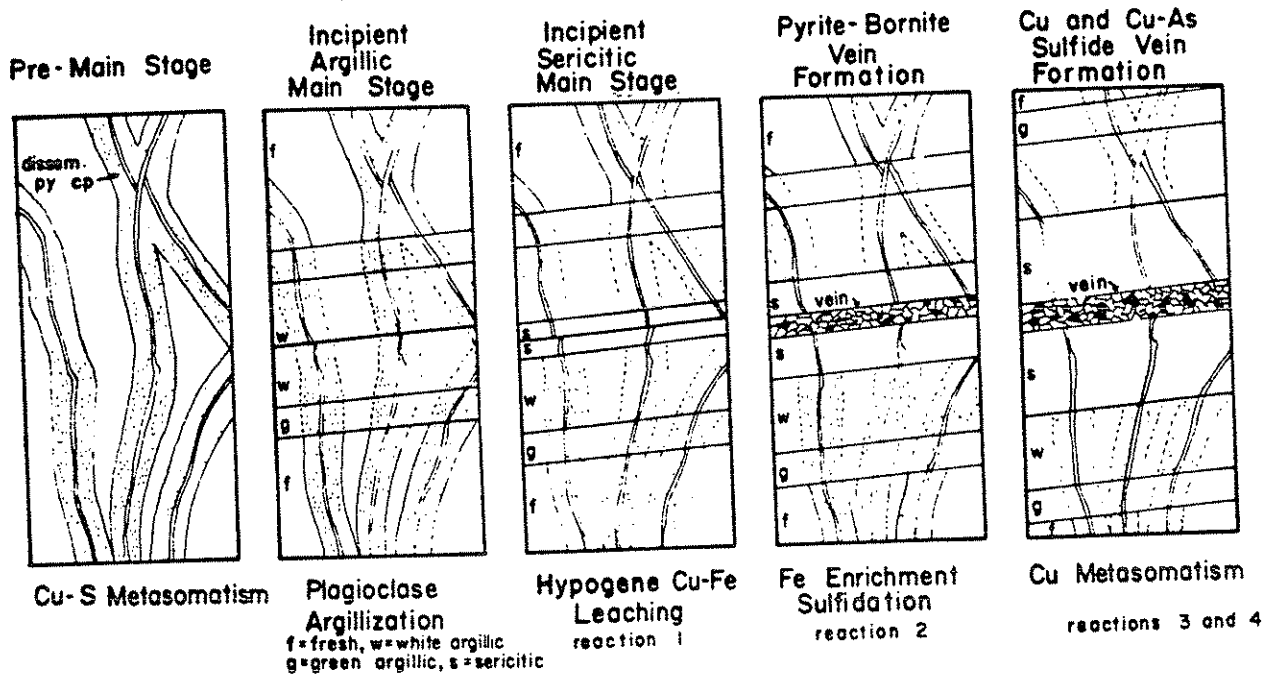 Pre-Main Stage
Incipient
Argillic
Main Stage
Incipient
Sericitic
Main Stage
Pyrite-Bornite
Vein
Formation
Cu and Cu-As
Sulfide Vein
Formation
dissem.
py cp
f
w
w
g
f
f
s
s
w
g
f
f
s
vein
s
w
g
f
f
g
s
vein
s
w
g
f
Cu-S Metasomatism
Plagioclase
Argillization
f=fresh, w=white argillic
g=green argillic, s=sericitic
Hypogene Cu-Fe
Leaching
reaction 1
Fe Enrichment
Sulfidation
reaction 2
Cu Metasomatism
reactions 3 and 4